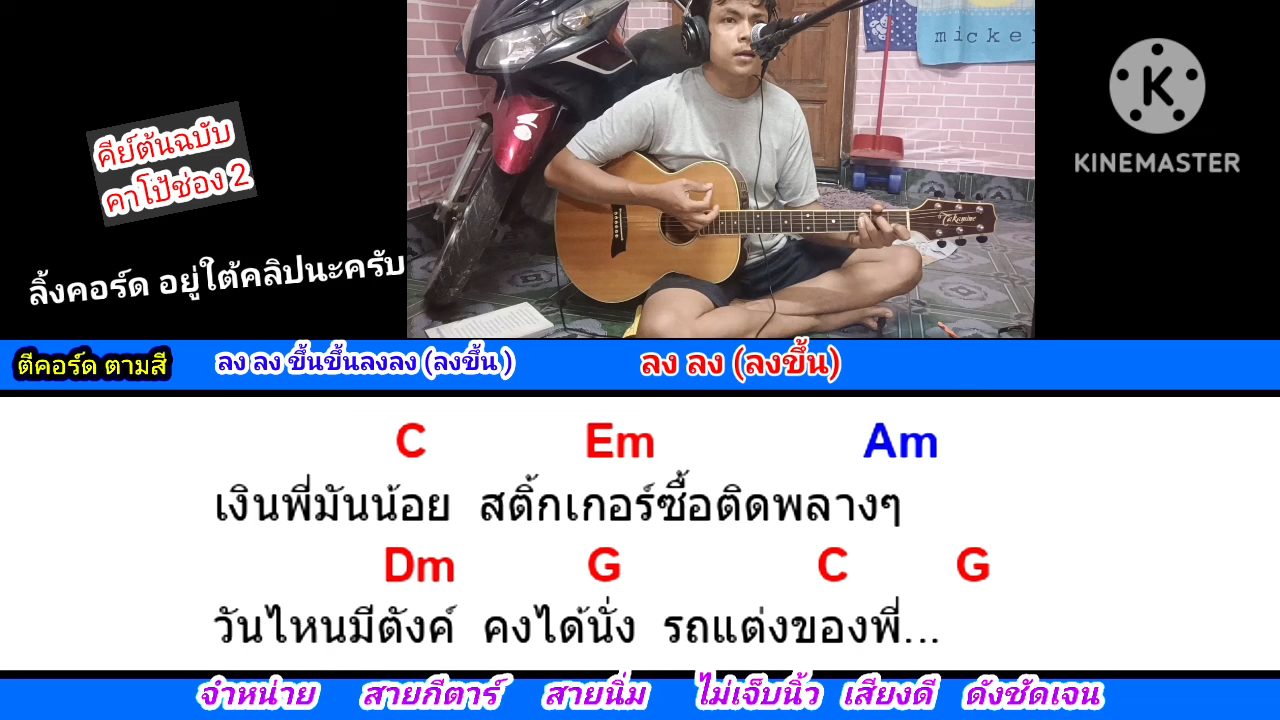 mickey
คีย์ต้นฉบับ
คาโป้ช่อง 2
KINEMASTER
Takamine
ลิ้งคอร์ด อยู่ใต้คลิปนะครับ
ตีคอร์ด ตามสี ลง ลง ขึ้นขึ้นลงลง (ลงขึ้น ) ลง ลง (ลงขึ้น)
C Em Am
เงินพี่มันน้อย สติ้กเกอร์ซื้อติดพลางๆ
Dm G C G
วันไหนมีตังค์ คงได้นั่ง รถแต่งของพี่...
จำหน่าย สายกีตาร์ สายนิ่ม ไม่เจ็บนิ้ว เสียงดี ดังชัดเจน